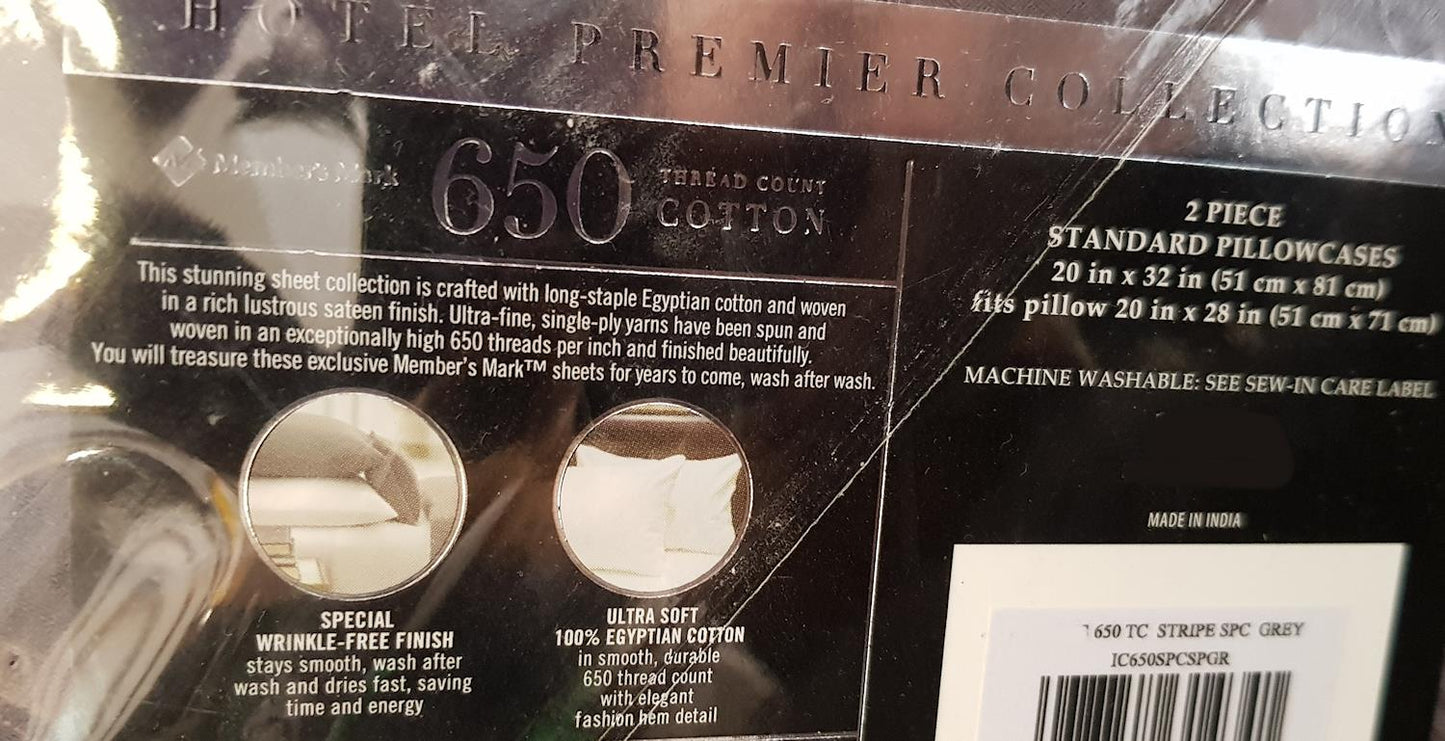 HOTEL PREMIER COLLECTION
Member's Mark
650
THREAD COUNT
COTTON
This stunning sheet collection is crafted with long-staple Egyptian cotton and woven
in a rich lustrous sateen finish. Ultra-fine, single-ply yarns have been spun and
woven in an exceptionally high 650 threads per inch and finished beautifully.
You will treasure these exclusive Member's Mark™ sheets for years to come, wash after wash.
SPECIAL
WRINKLE-FREE FINISH
stays smooth, wash after
wash and dries fast, saving
time and energy
ULTRA SOFT
100% EGYPTIAN COTTON
in smooth, durable
650 thread count
with elegant
fashion hem detail
2 PIECE
STANDARD PILLOWCASES
20 in x 32 in (51 cm x 81 cm)
fits pillow 20 in x 28 in (51 cm x 71 cm)
MACHINE WASHABLE: SEE SEW-IN CARE LABEL
MADE IN INDIA
650 TC STRIPE SPC GREY
IC650SPCSPGR